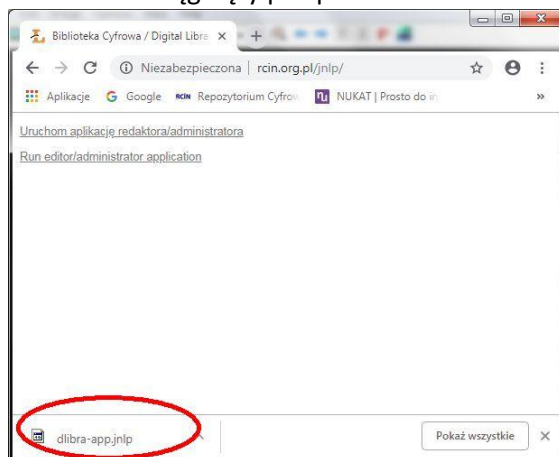 Biblioteka Cyfrowa / Digital Libra
Niezabezpieczona | rcin.org.pl/jnlp/
Aplikacje Google RCIN Repozytorium Cyfrow NUKAT | Prosto do in
Uruchom aplikację redaktora/administratora
Run editor/administrator application
dlibra-app.jnlp
Pokaż wszystkie